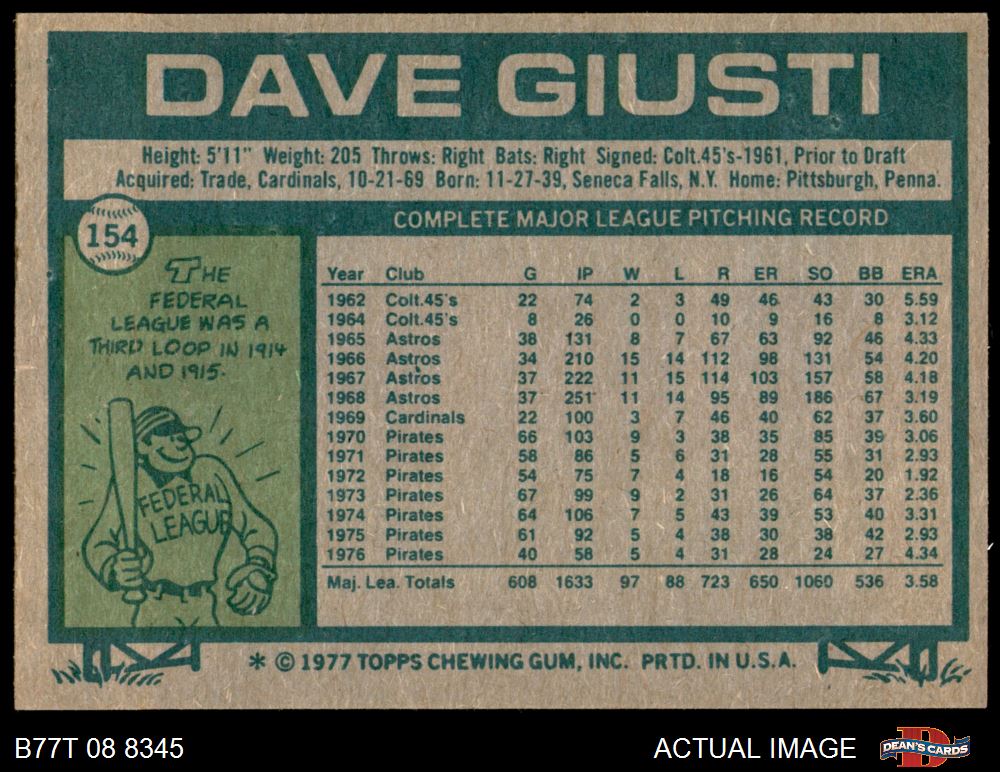 DAVE GIUSTI
Height: 5'11" Weight: 205 Throws: Right Bats: Right Signed: Colt.45's-1961, Prior to Draft
Acquired: Trade, Cardinals, 10-21-69 Born: 11-27-39, Seneca Falls, N.Y. Home: Pittsburgh, Penna.
154
THE
FEDERAL
LEAGUE WAS A
THIRD LOOP IN 1914
AND 1915.
FEDERAL
LEAGUE
COMPLETE MAJOR LEAGUE PITCHING RECORD
Year Club G IP W L R ER SO BB ERA
1962 Colt.45's 22 74 2 3 49 46 43 30 5.59
1964 Colt.45's 8 26 0 0 10 9 16 8 3.12
1965 Astros 38 131 8 7 67 63 92 46 4.33
1966 Astros 34 210 15 14 112 98 131 54 4.20
1967 Astros 37 222 11 15 114 103 157 58 4.18
1968 Astros 37 251 11 14 95 89 186 67 3.19
1969 Cardinals 22 100 3 7 46 40 62 37 3.60
1970 Pirates 66 103 9 3 38 35 85 39 3.06
1971 Pirates 58 86 5 6 31 28 55 31 2.93
1972 Pirates 54 75 7 4 18 16 54 20 1.92
1973 Pirates 67 99 9 2 31 26 64 37 2.36
1974 Pirates 64 106 7 5 43 39 53 40 3.31
1975 Pirates 61 92 5 4 38 30 38 42 2.93
1976 Pirates 40 58 5 4 31 28 24 27 4.34
Maj. Lea. Totals 608 1633 97 88 723 650 1060 536 3.58
* © 1977 TOPPS CHEWING GUM, INC. PRTD. IN U.S.A.
B77T 08 8345
ACTUAL IMAGE
D
DEAN'S CARDS